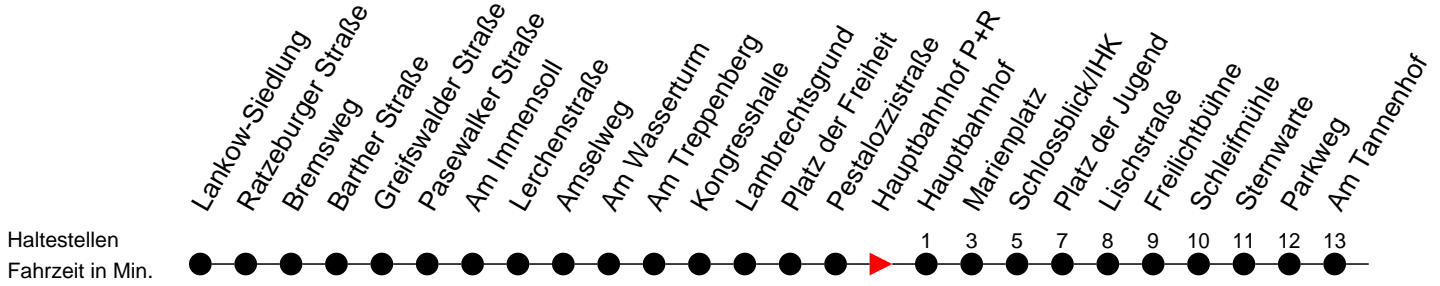 Lankow-Siedlung
Ratzeburger Straße
Bremsweg
Barther Straße
Greifswalder Straße
Pasewalker Straße
Am Immensoll
Lerchenstraße
Amselweg
Am Wasserturm
Am Treppenberg
Kongresshalle
Lambrechtsgrund
Platz der Freiheit
Pestalozzistraße
Hauptbahnhof P+R
Hauptbahnhof
Marienplatz
Schlossblick/IHK
Platz der Jugend
Lischstraße
Freilichtbühne
Schleifmühle
Sternwarte
Parkweg
Am Tannenhof
Haltestellen 1 3 5 7 8 9 10 11 12 13
Fahrzeit in Min.